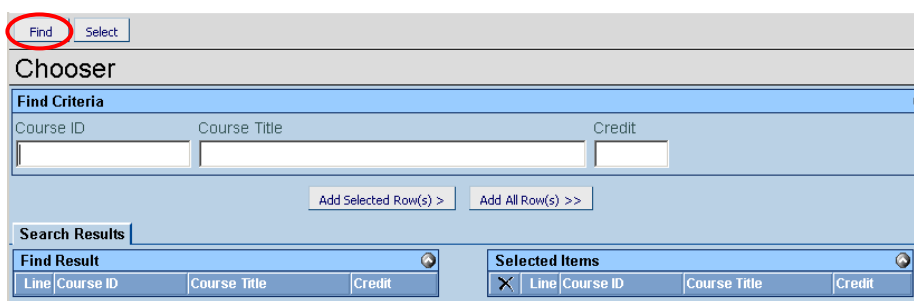 Find Select
Chooser
Find Criteria
Course ID Course Title Credit
Add Selected Row(s) > Add All Row(s) >>
Search Results
Find Result Selected Items
Line Course ID Course Title Credit X Line Course ID Course Title Credit